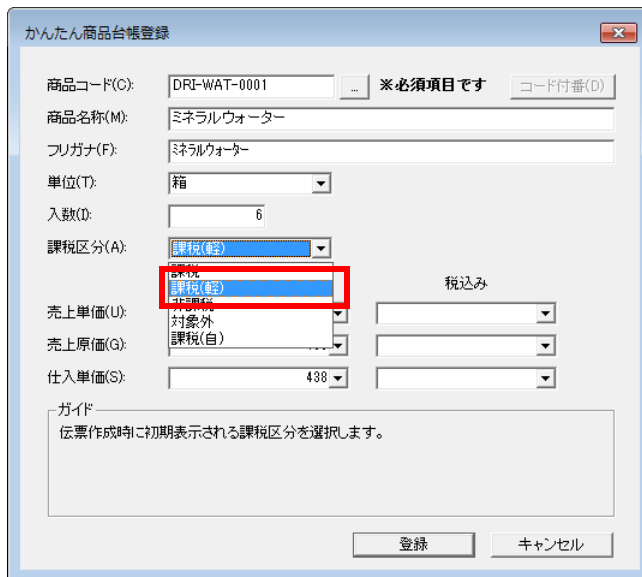 かんたん商品台帳登録
商品コード(C): DRI-WAT-0001 ... ※必須項目です コード付番(D)
商品名称(M): ミネラルウォーター
フリガナ(F): ﾐﾈﾗﾙｳｫｰﾀｰ
単位(T): 箱
入数(I): 6
課税区分(A): 課税(軽)
課税
課税(軽)
税込み
非課税
売上単価(U): 対象外
売上原価(G): 課税(自)
仕入単価(S): 438
ガイド
伝票作成時に初期表示される課税区分を選択します。
登録 キャンセル